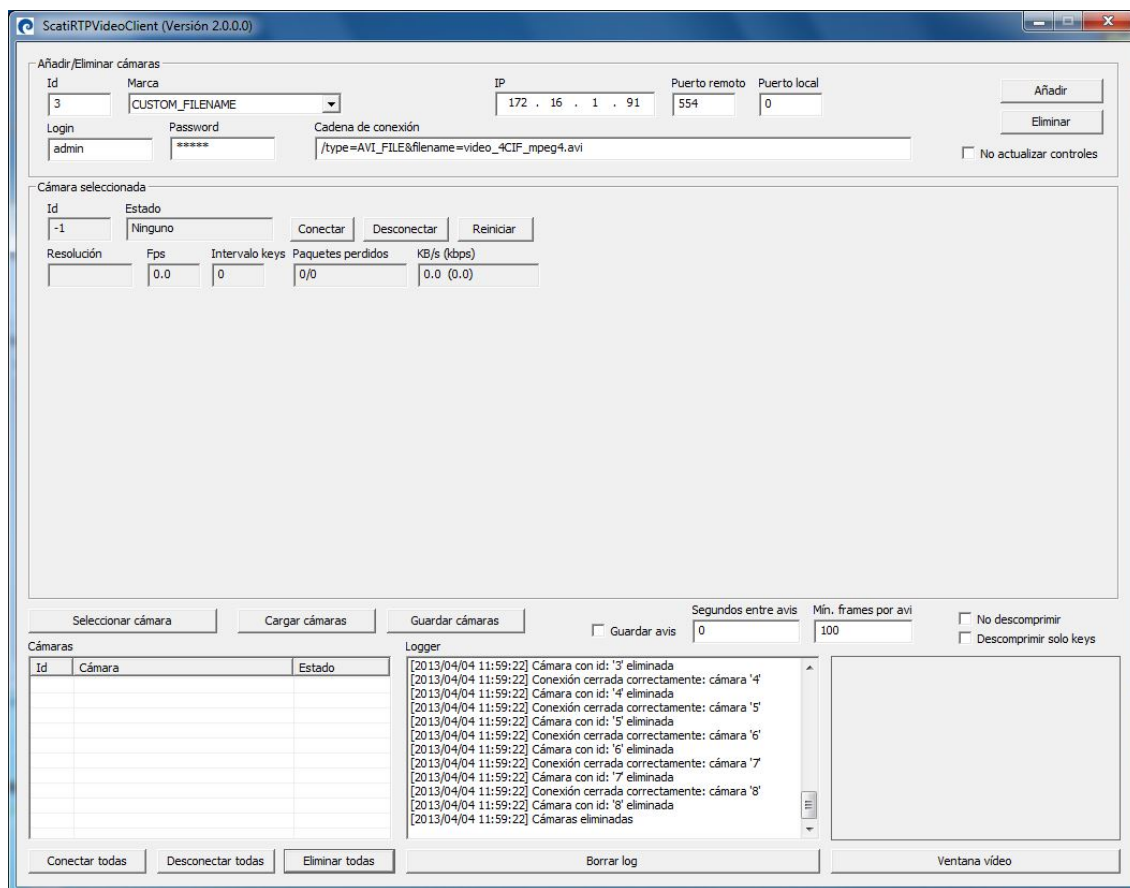 ScatiRTPVideoClient (Versión 2.0.0.0)
Añadir/Eliminar cámaras
Id Marca IP Puerto remoto Puerto local
3 CUSTOM_FILENAME 172 . 16 . 1 . 91 554 0 Añadir
Login Password Cadena de conexión Eliminar
admin ***** /type=AVI_FILE&filename=video_4CIF_mpeg4.avi No actualizar controles
Cámara seleccionada
Id Estado
-1 Ninguno Conectar Desconectar Reiniciar
Resolución Fps Intervalo keys Paquetes perdidos KB/s (kbps)
0.0 0 0/0 0.0 (0.0)
Seleccionar cámara Cargar cámaras Guardar cámaras Guardar avis Segundos entre avis Mín. frames por avi No descomprimir
0 100 Descomprimir solo keys
Cámaras Logger
Id Cámara Estado
[2013/04/04 11:59:22] Cámara con id: '3' eliminada
[2013/04/04 11:59:22] Conexión cerrada correctamente: cámara '4'
[2013/04/04 11:59:22] Cámara con id: '4' eliminada
[2013/04/04 11:59:22] Conexión cerrada correctamente: cámara '5'
[2013/04/04 11:59:22] Cámara con id: '5' eliminada
[2013/04/04 11:59:22] Conexión cerrada correctamente: cámara '6'
[2013/04/04 11:59:22] Cámara con id: '6' eliminada
[2013/04/04 11:59:22] Conexión cerrada correctamente: cámara '7'
[2013/04/04 11:59:22] Cámara con id: '7' eliminada
[2013/04/04 11:59:22] Conexión cerrada correctamente: cámara '8'
[2013/04/04 11:59:22] Cámara con id: '8' eliminada
[2013/04/04 11:59:22] Cámaras eliminadas
Conectar todas Desconectar todas Eliminar todas Borrar log Ventana vídeo